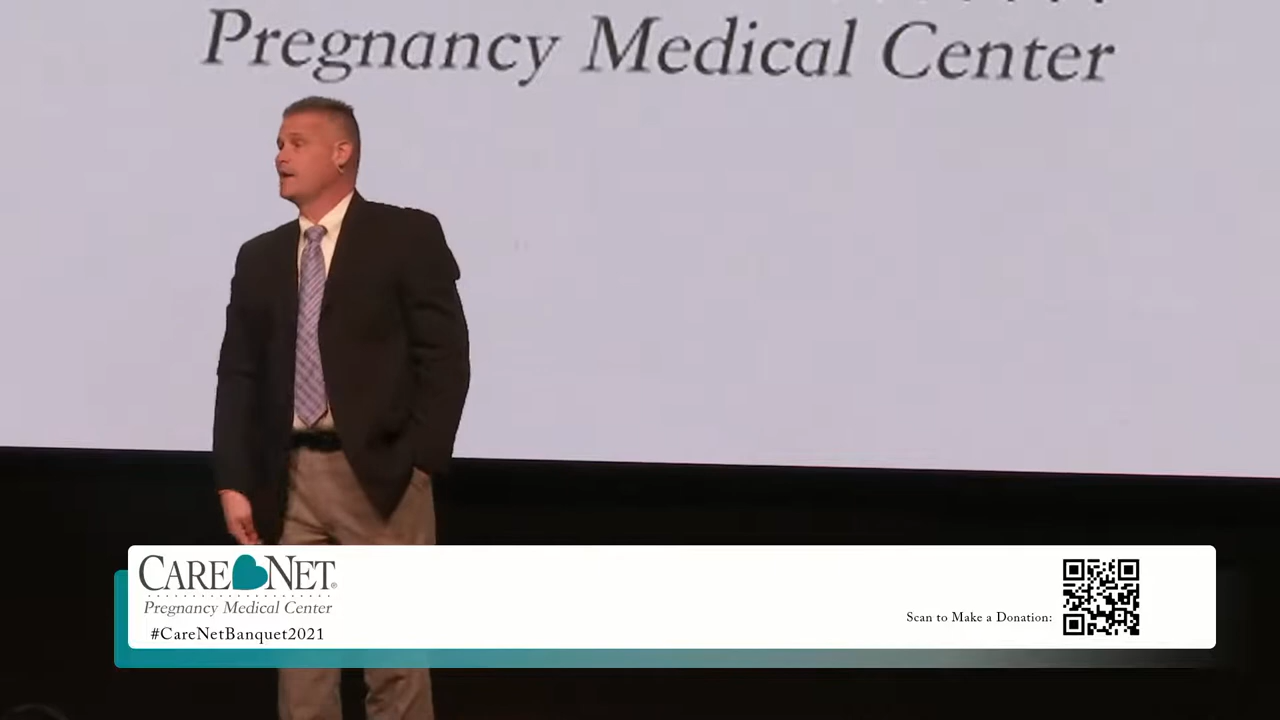 Pregnancy Medical Center
CARE NET®
Pregnancy Medical Center
#CareNetBanquet2021
Scan to Make a Donation: